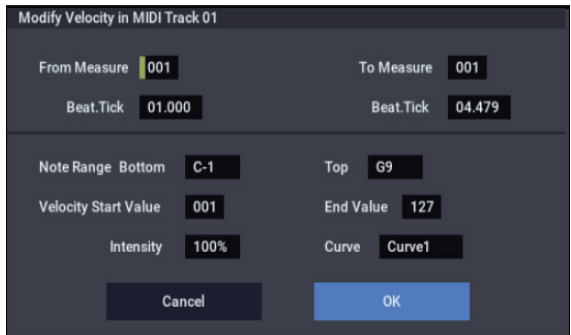 Modify Velocity in MIDI Track 01
From Measure 001 To Measure 001
Beat.Tick 01.000 Beat.Tick 04.479
Note Range Bottom C-1 Top G9
Velocity Start Value 001 End Value 127
Intensity 100% Curve Curve1
Cancel OK